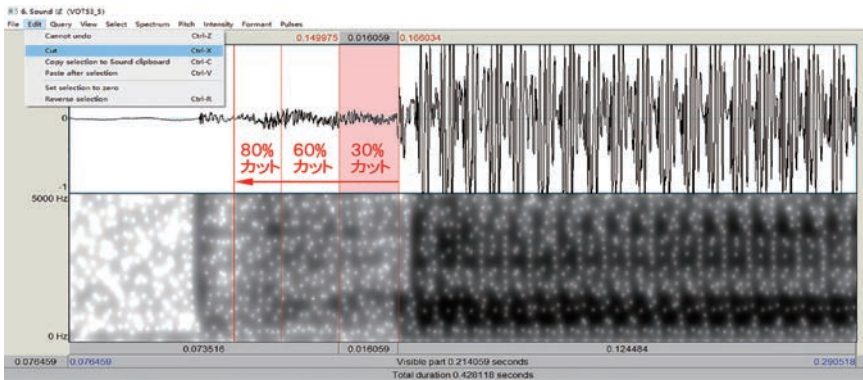 6. Sound IZ (VOT53_S)
File Edit Query View Select Spectrum Pitch Intensity Formant Pulses
Cannot undo Ctrl-Z
Cut Ctrl-X
Copy selection to Sound clipboard Ctrl-C
Paste after selection Ctrl-V
Set selection to zero
Reverse selection Ctrl-R
0.149975 0.016059 0.166034
0
80% 60% 30%
カット カット カット
-1
5000 Hz
0 Hz
0.073516 0.016059 0.124484
0.076459 0.076459 Visible part 0.214059 seconds 0.290518
Total duration 0.428118 seconds